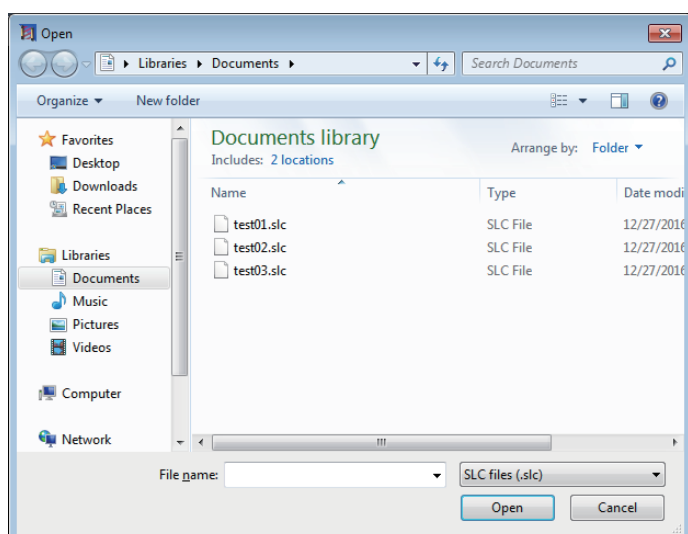 Open
Libraries Documents
Search Documents
Organize New folder
Favorites
Desktop
Downloads
Recent Places
Libraries
Documents
Music
Pictures
Videos
Computer
Network
Documents library
Includes: 2 locations
Arrange by: Folder
Name Type Date modi
test01.slc SLC File 12/27/2016
test02.slc SLC File 12/27/2016
test03.slc SLC File 12/27/2016
File name: SLC files (.slc)
Open Cancel